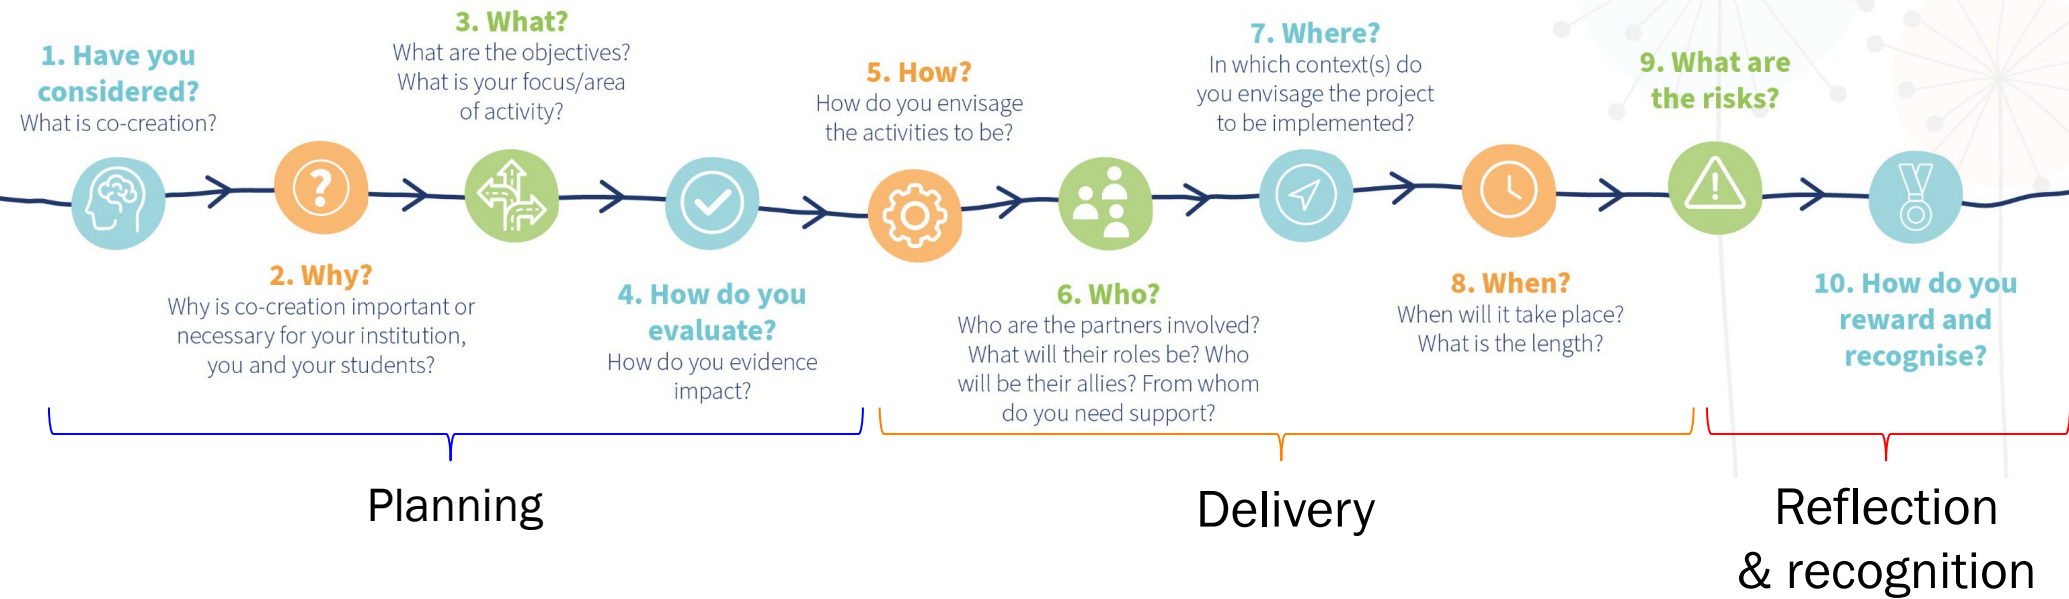 1. Have you
considered?
What is co-creation?
2. Why?
Why is co-creation important or
necessary for your institution,
you and your students?
3. What?
What are the objectives?
What is your focus/area
of activity?
4. How do you
evaluate?
How do you evidence
impact?
5. How?
How do you envisage
the activities to be?
6. Who?
Who are the partners involved?
What will their roles be? Who
will be their allies? From whom
do you need support?
7. Where?
In which context(s) do
you envisage the project
to be implemented?
8. When?
When will it take place?
What is the length?
9. What are
the risks?
10. How do you
reward and
recognise?
?
Planning
Delivery
Reflection
& recognition